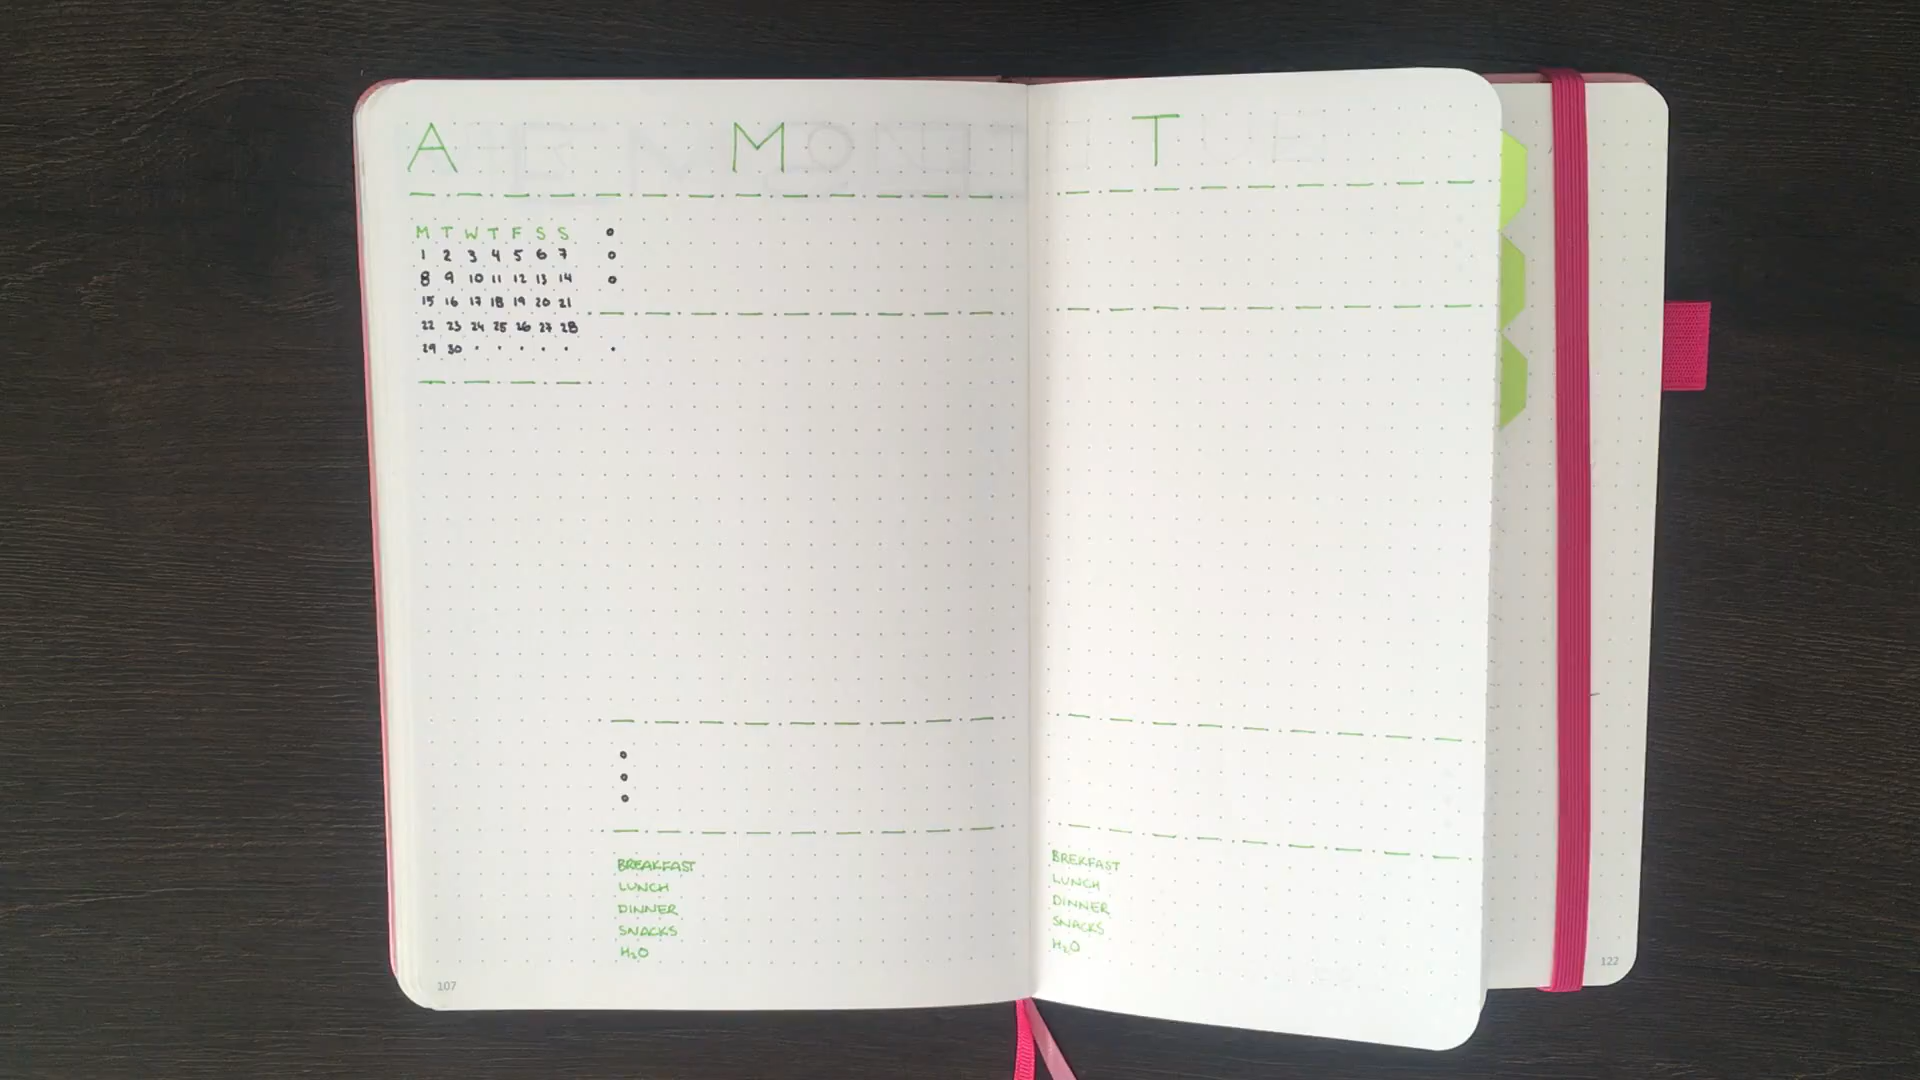 A M T
M T W T F S S
1 2 3 4 5 6 7
8 9 10 11 12 13 14
15 16 17 18 19 20 21
22 23 24 25 26 27 28
29 30
BREAKFAST
LUNCH
DINNER
SNACKS
H₂O
107
BREKFAST
LUNCH
DINNER
SNACKS
H₂O
122